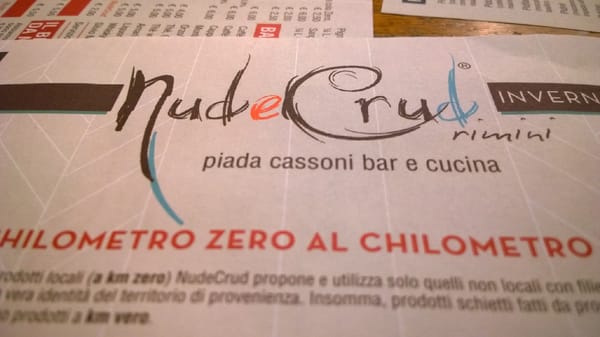 NudeCrud®
INVERN
rimini
piada cassoni bar e cucina
CHILOMETRO ZERO AL CHILOMETRO
prodotti locali (a km zero) NudeCrud propone e utilizza solo quelli non locali con filie
vera identità del territorio di provenienza. Insomma, prodotti schietti fatti da pro
prodotti a km vero.